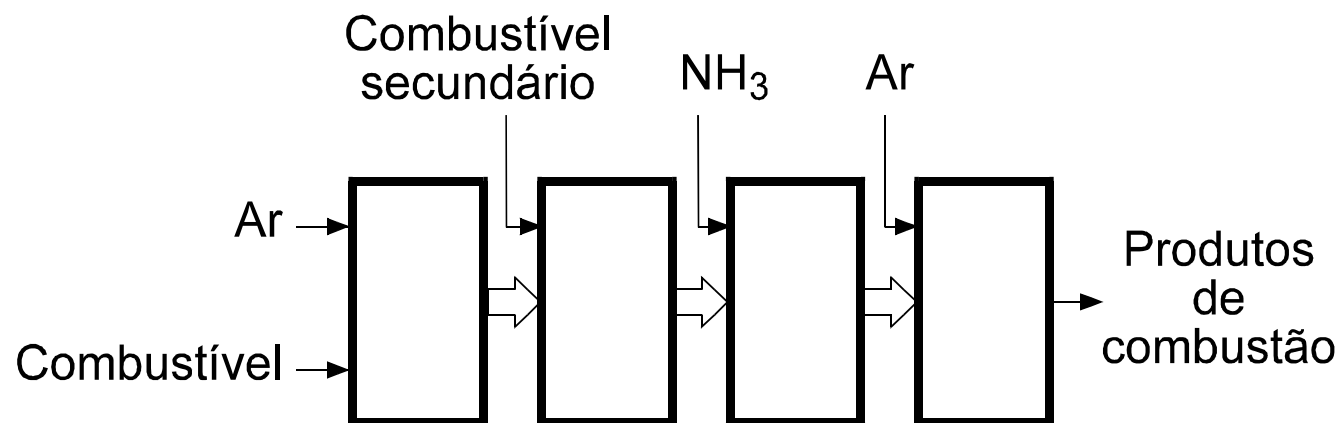 Combustível
secundário
NH₃
Ar
Ar
Combustível
Produtos
de
combustão